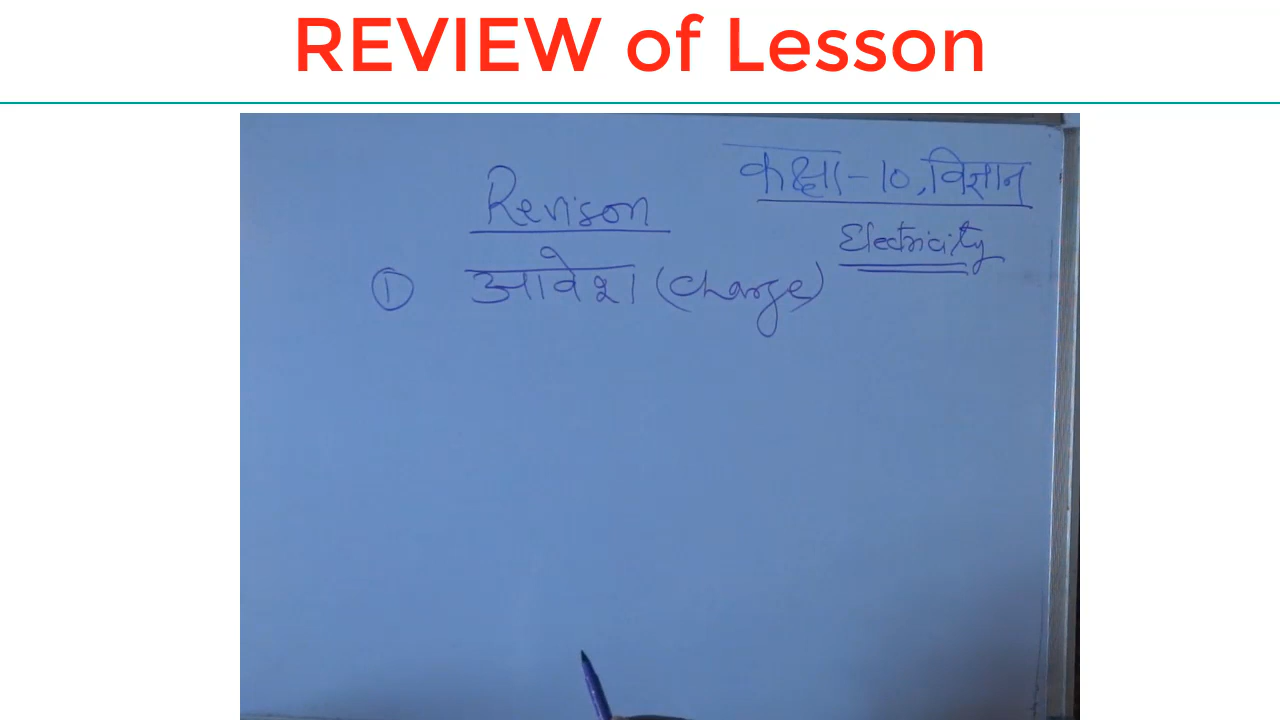 REVIEW of Lesson
कक्षा-10, विज्ञान
Revison
Electricity
① आवेश (Charge)